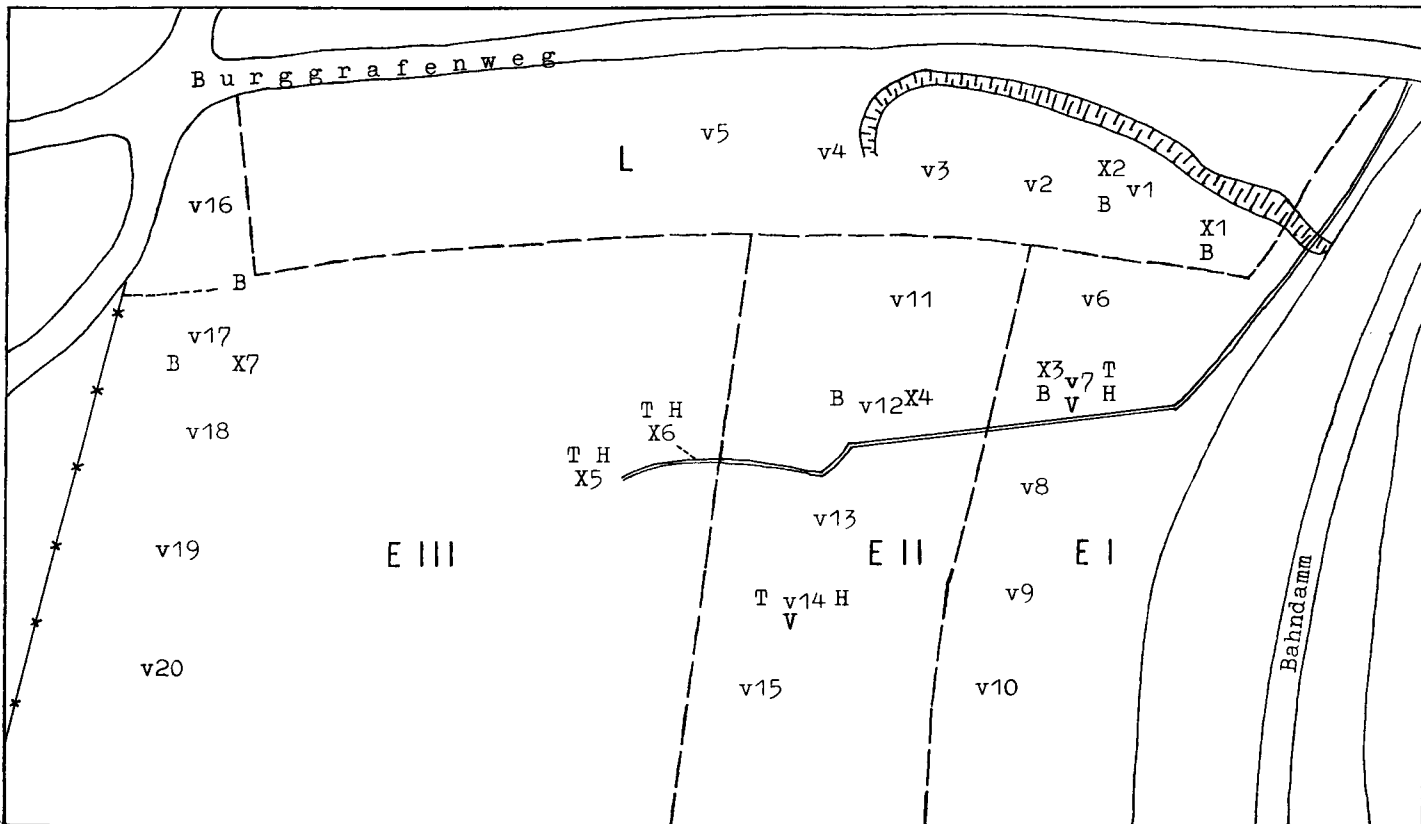 Burggrafenweg
v5
v4
L
v3
X2
v2
v1
B
v16
X1
B
B
v11
v6
v17
B X7
X3 v7 T
B V H
B v12 X4
T H
X6
v18
T H
X5
v8
v13
v19
E III
E II
E I
v9
T v14 H
V
Bahndamm
v20
v15
v10